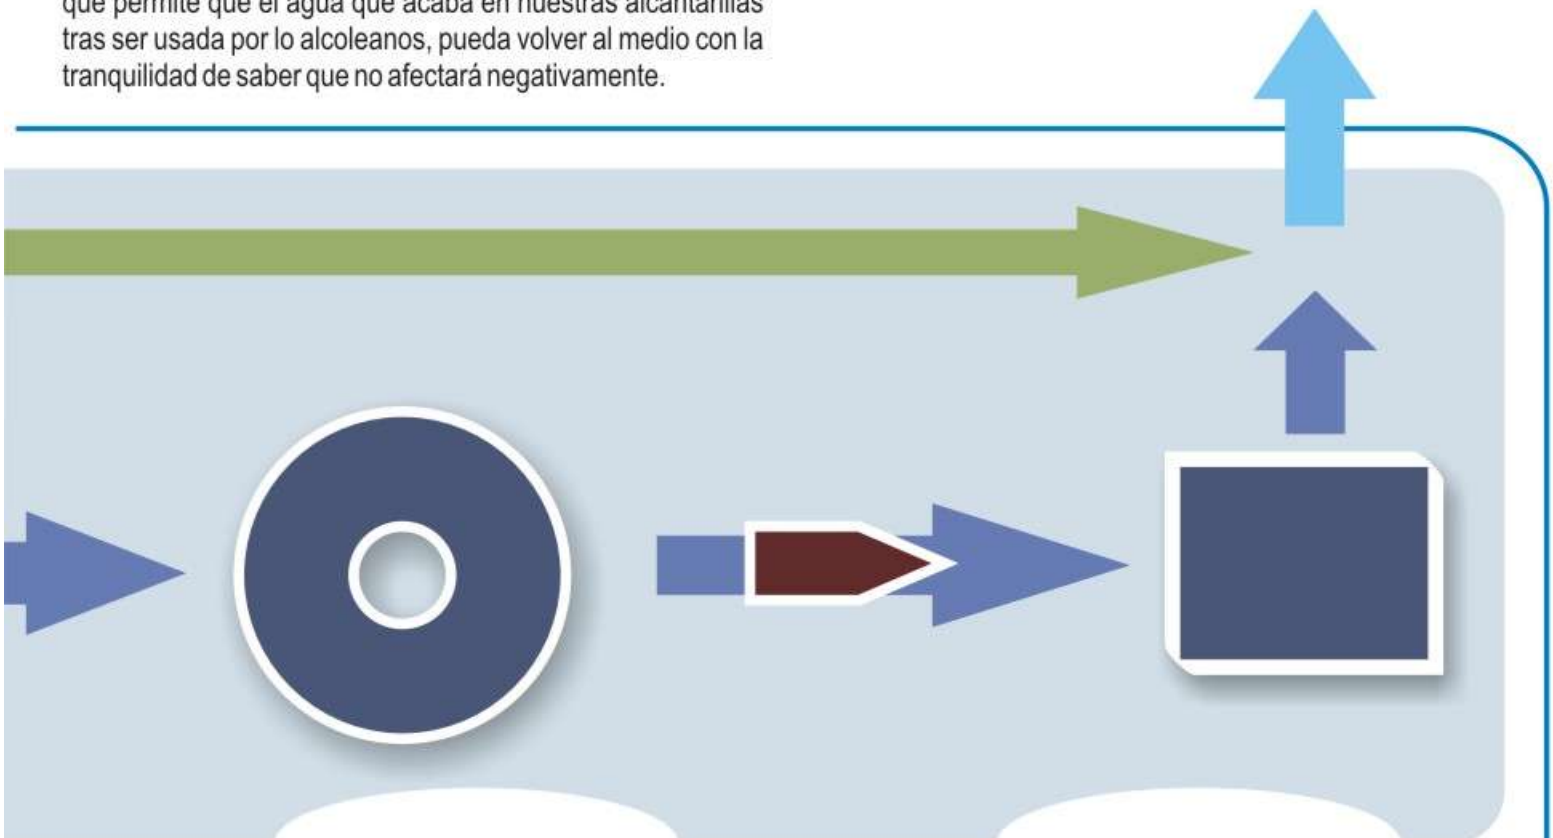 que permite que el agua que acaba en nuestras alcantarillas
tras ser usada por lo alcoleanos, pueda volver al medio con la
tranquilidad de saber que no afectará negativamente.